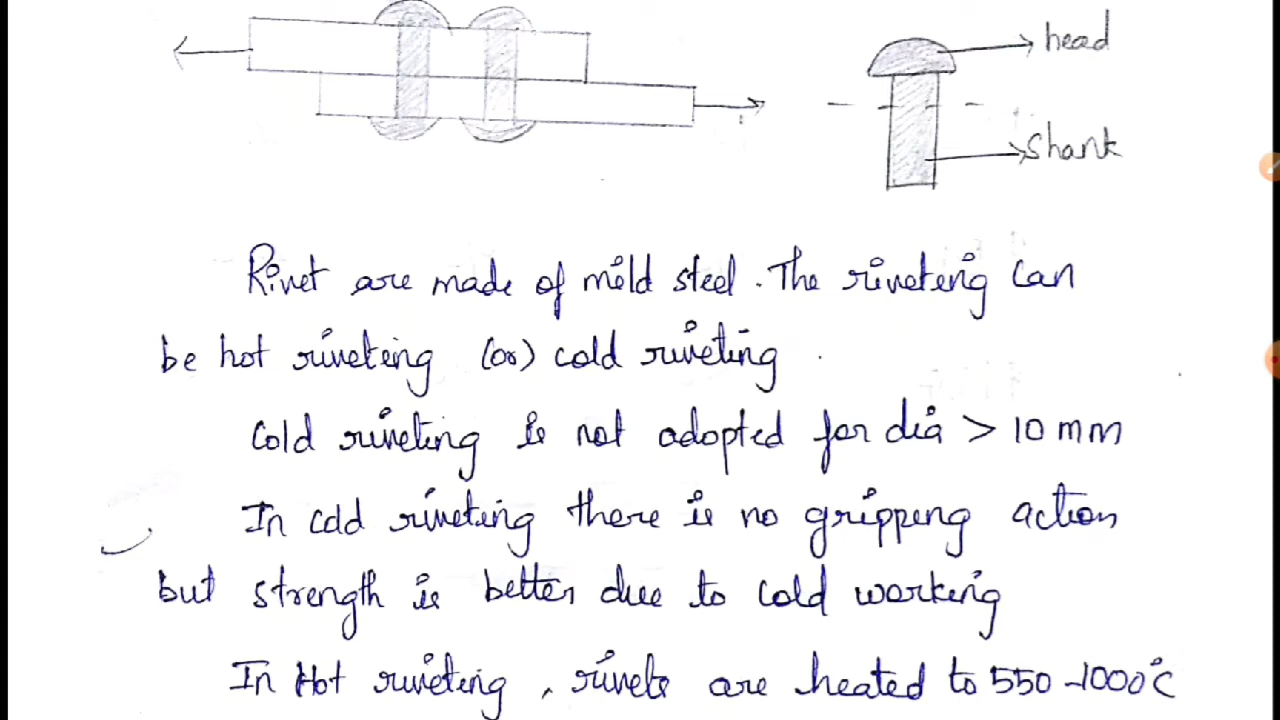 head
Shank
Rivet are made of mild steel. The riveting can
be hot riveting (or) cold riveting
Cold riveting is not adopted for dia > 10 mm
In cold riveting there is no gripping action
but strength is better due to cold working
In Hot riveting, rivets are heated to 550-1000°C